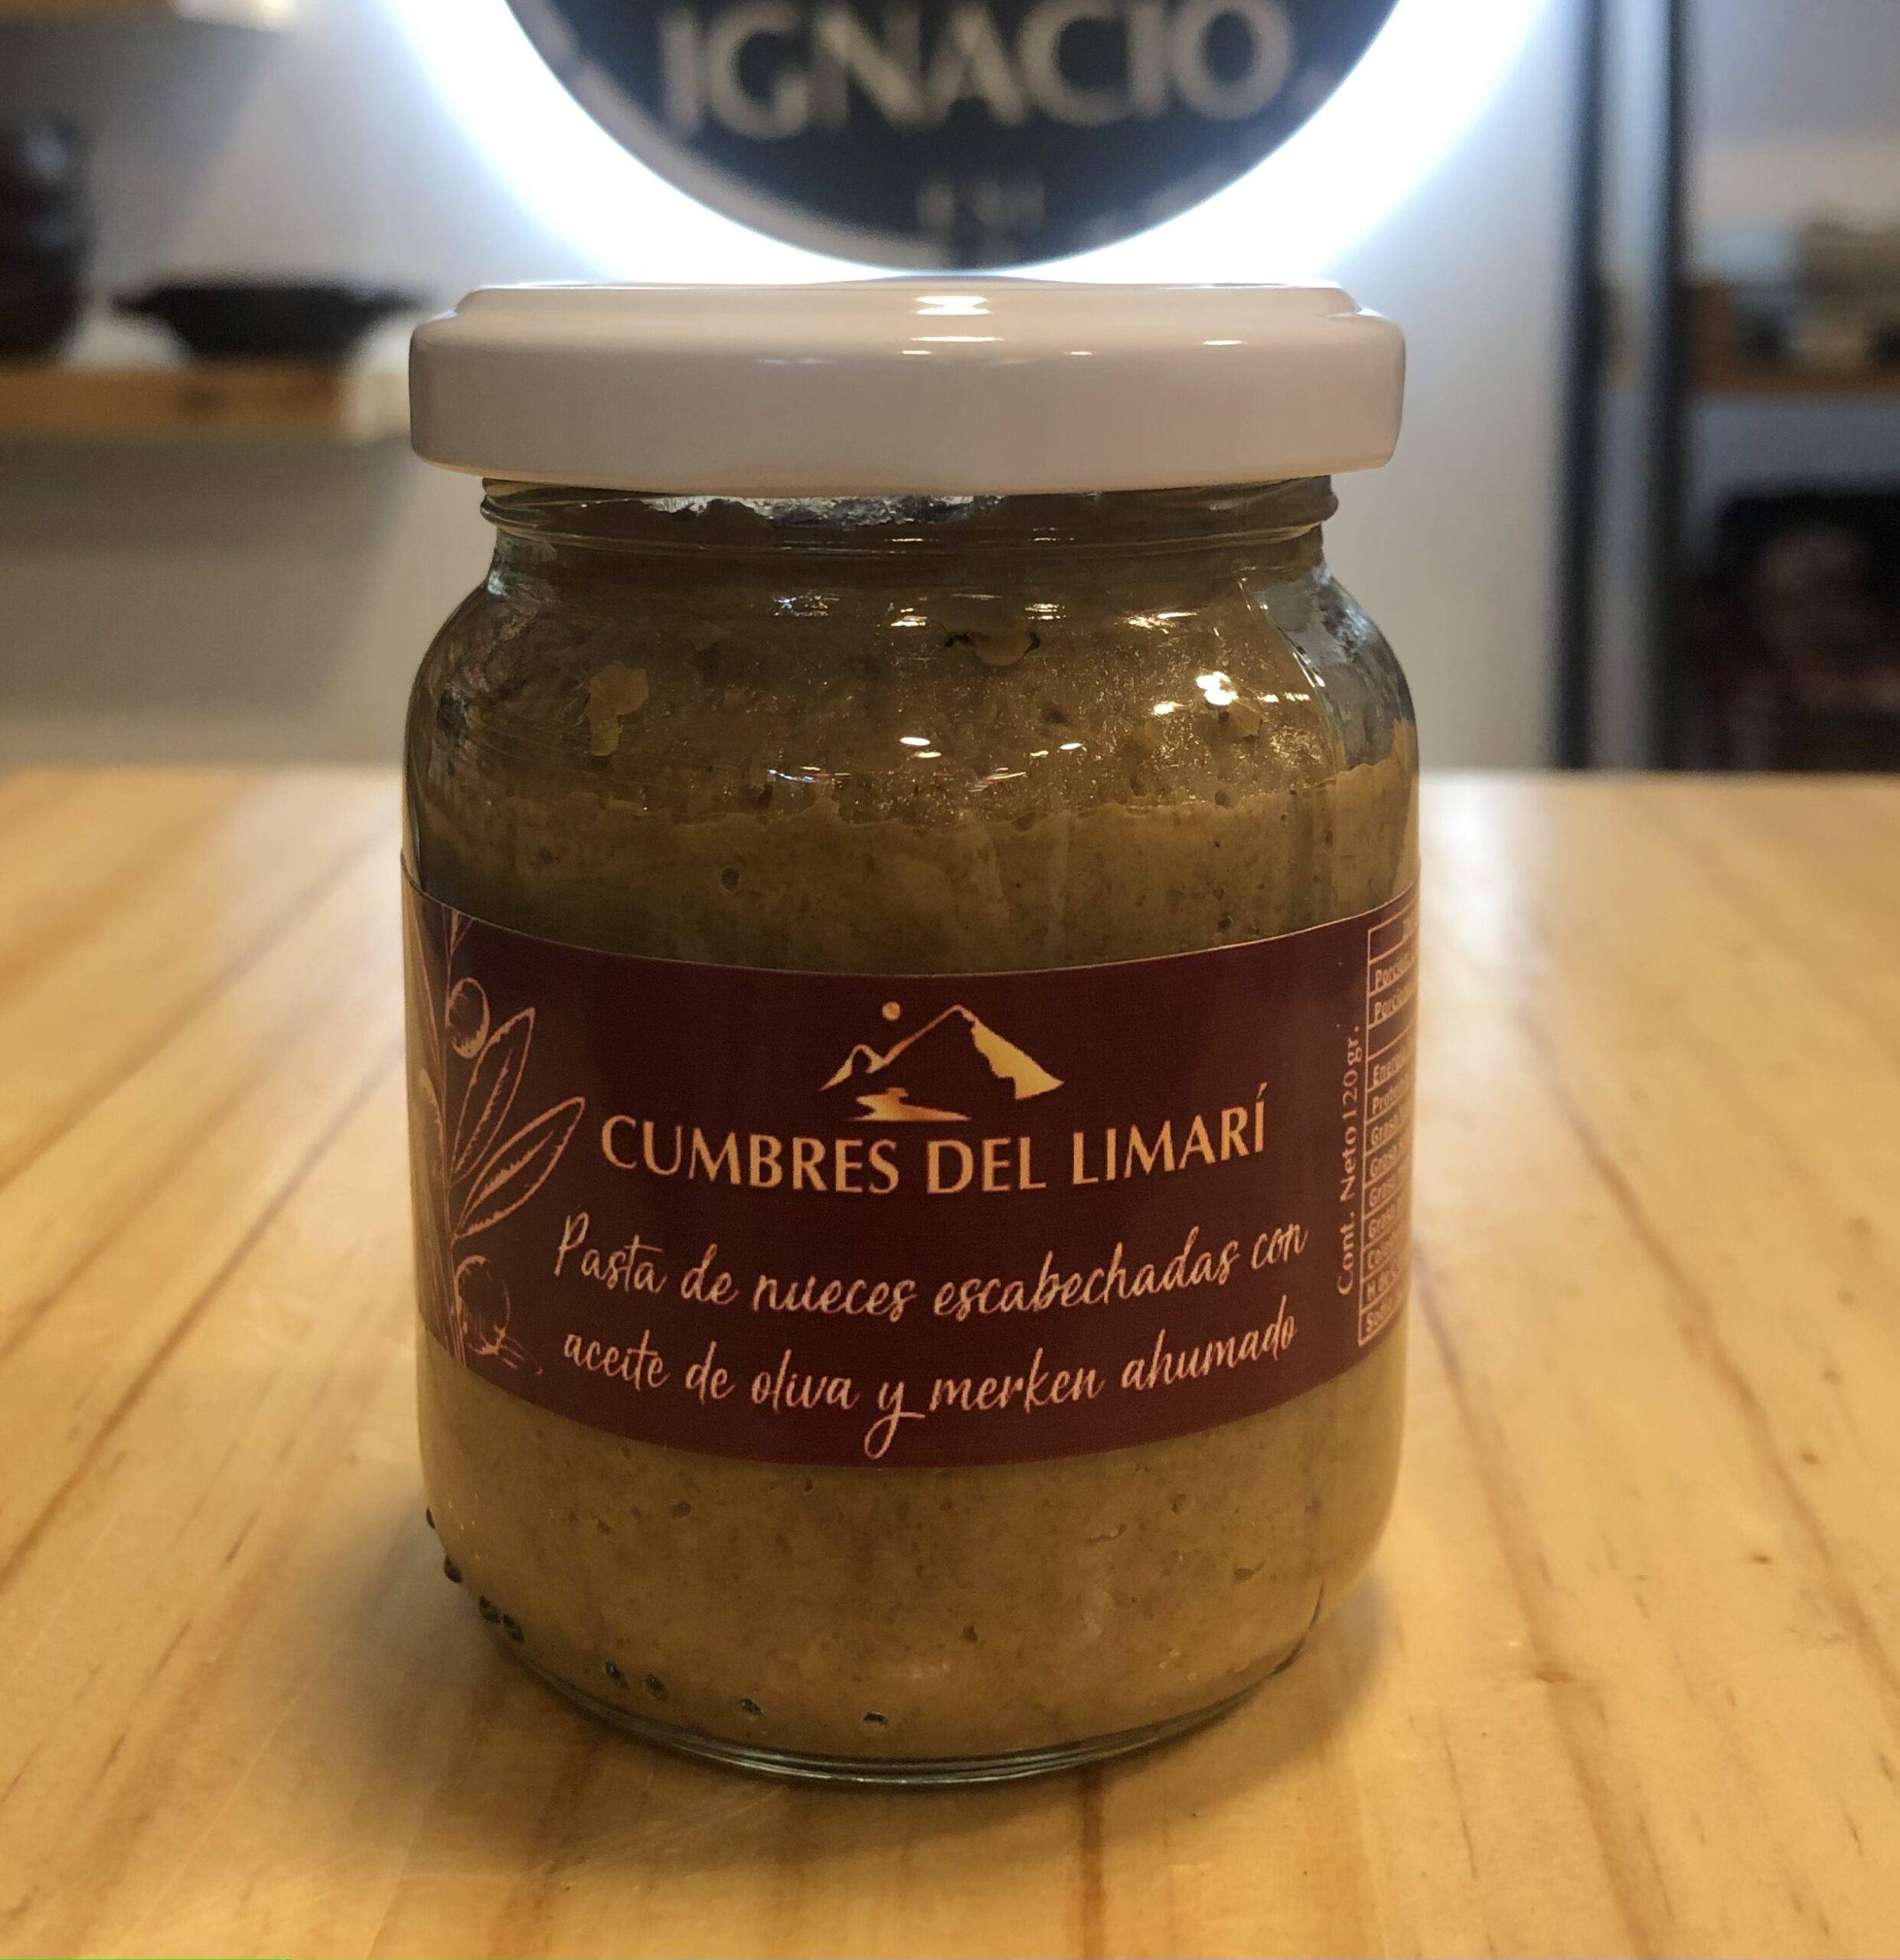 IGNACIO
CUMBRES DEL LIMARÍ
Pasta de nueces escabechadas con
aceite de oliva y merken ahumado
Cont. Neto 120 gr.